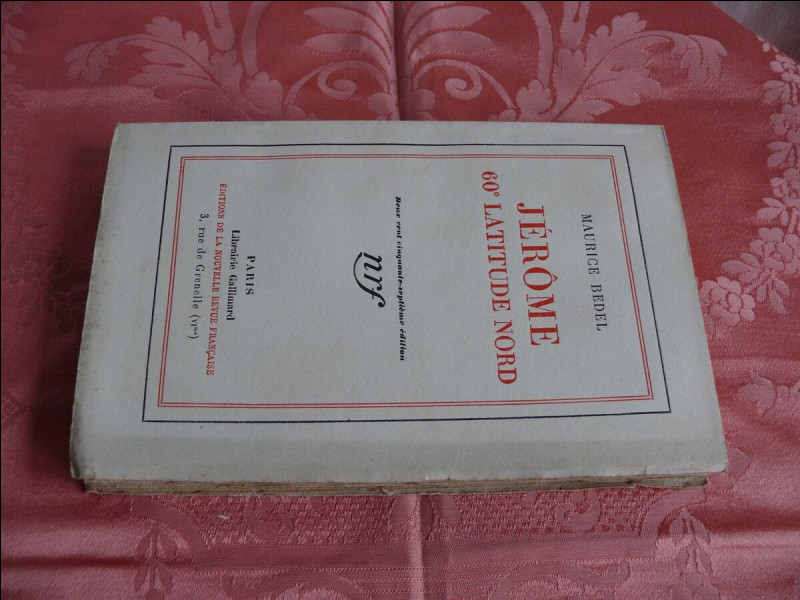 MAURICE BEDEL
JÉRÔME
60° LATITUDE NORD
Deux cent cinquante-septième édition
nrf
PARIS
Librairie Gallimard
ÉDITIONS DE LA NOUVELLE REVUE FRANÇAISE
3, rue de Grenelle (VIme)